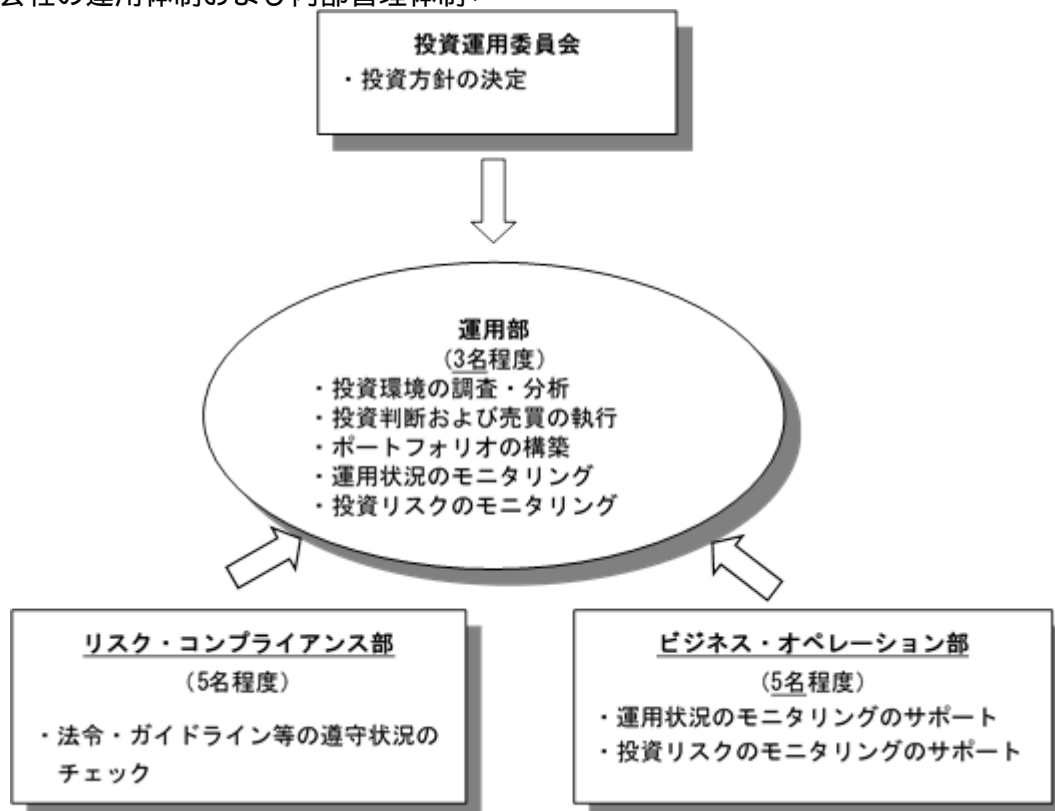 会社の運用体制および内部管理体制
投資運用委員会
・投資方針の決定
運用部
（3名程度）
・投資環境の調査・分析
・投資判断および売買の執行
・ポートフォリオの構築
・運用状況のモニタリング
・投資リスクのモニタリング
リスク・コンプライアンス部
（5名程度）
・法令・ガイドライン等の遵守状況の
チェック
ビジネス・オペレーション部
（5名程度）
・運用状況のモニタリングのサポート
・投資リスクのモニタリングのサポート